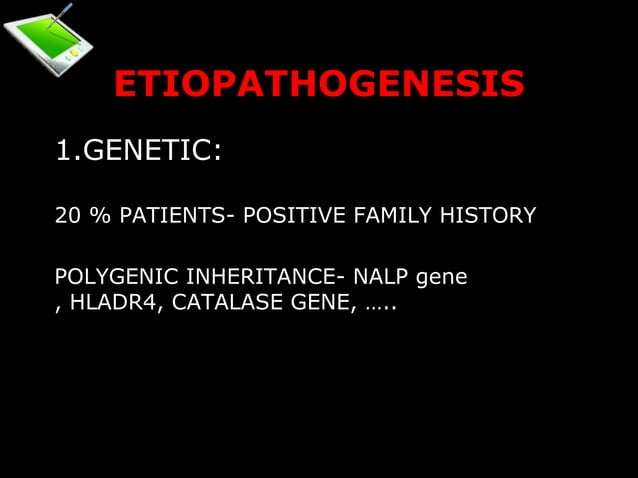 ETIOPATHOGENESIS
1.GENETIC:
20 % PATIENTS- POSITIVE FAMILY HISTORY
POLYGENIC INHERITANCE- NALP gene
, HLADR4, CATALASE GENE, …..